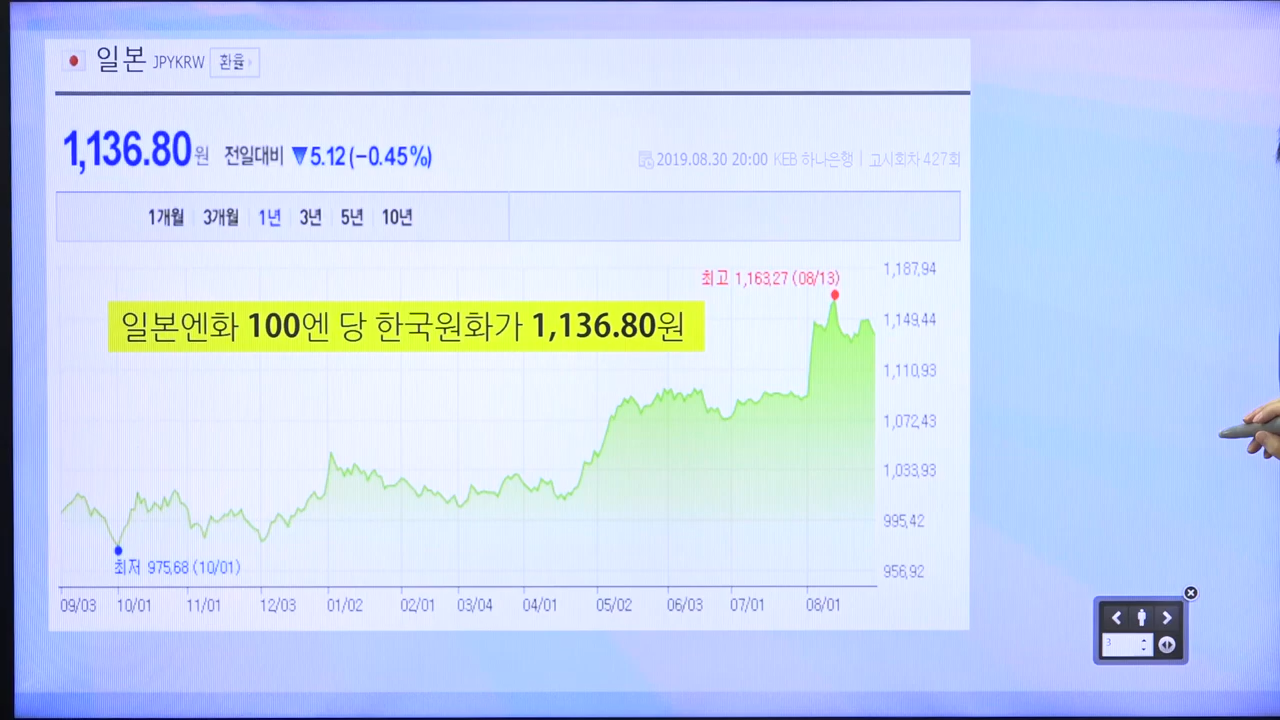 일본 JPYKRW 환율
1,136.80원 전일대비 ▼5.12 (-0.45%)
2019.08.30 20:00 KEB 하나은행 | 고시회차 427회
1개월 3개월 1년 3년 5년 10년
최고 1,163.27 (08/13)
일본엔화 100엔 당 한국원화가 1,136.80원
최저 975.68 (10/01)
1,187.94
1,149.44
1,110.93
1,072.43
1,033.93
995.42
956.92
09/03 10/01 11/01 12/03 01/02 02/01 03/04 04/01 05/02 06/03 07/01 08/01
3